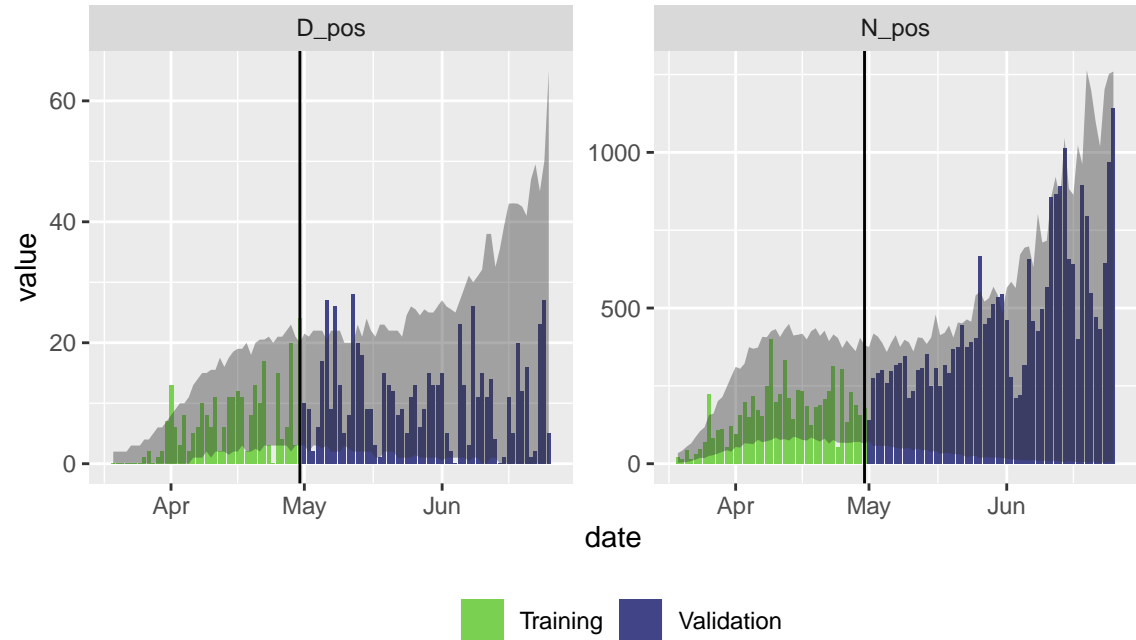 D_pos
N_pos
value
60
40
20
0
1000
500
0
Apr
May
Jun
Apr
May
Jun
date
Training
Validation